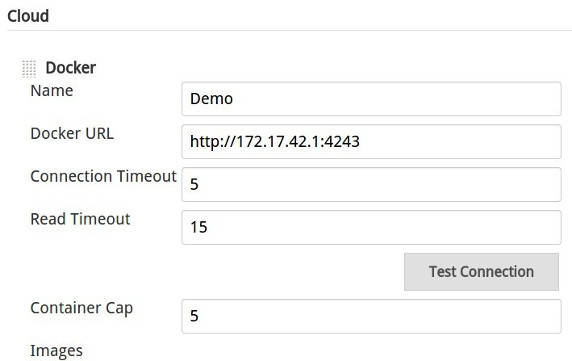 Cloud
Docker
Name
Demo
Docker URL
http://172.17.42.1:4243
Connection Timeout
5
Read Timeout
15
Test Connection
Container Cap
5
Images